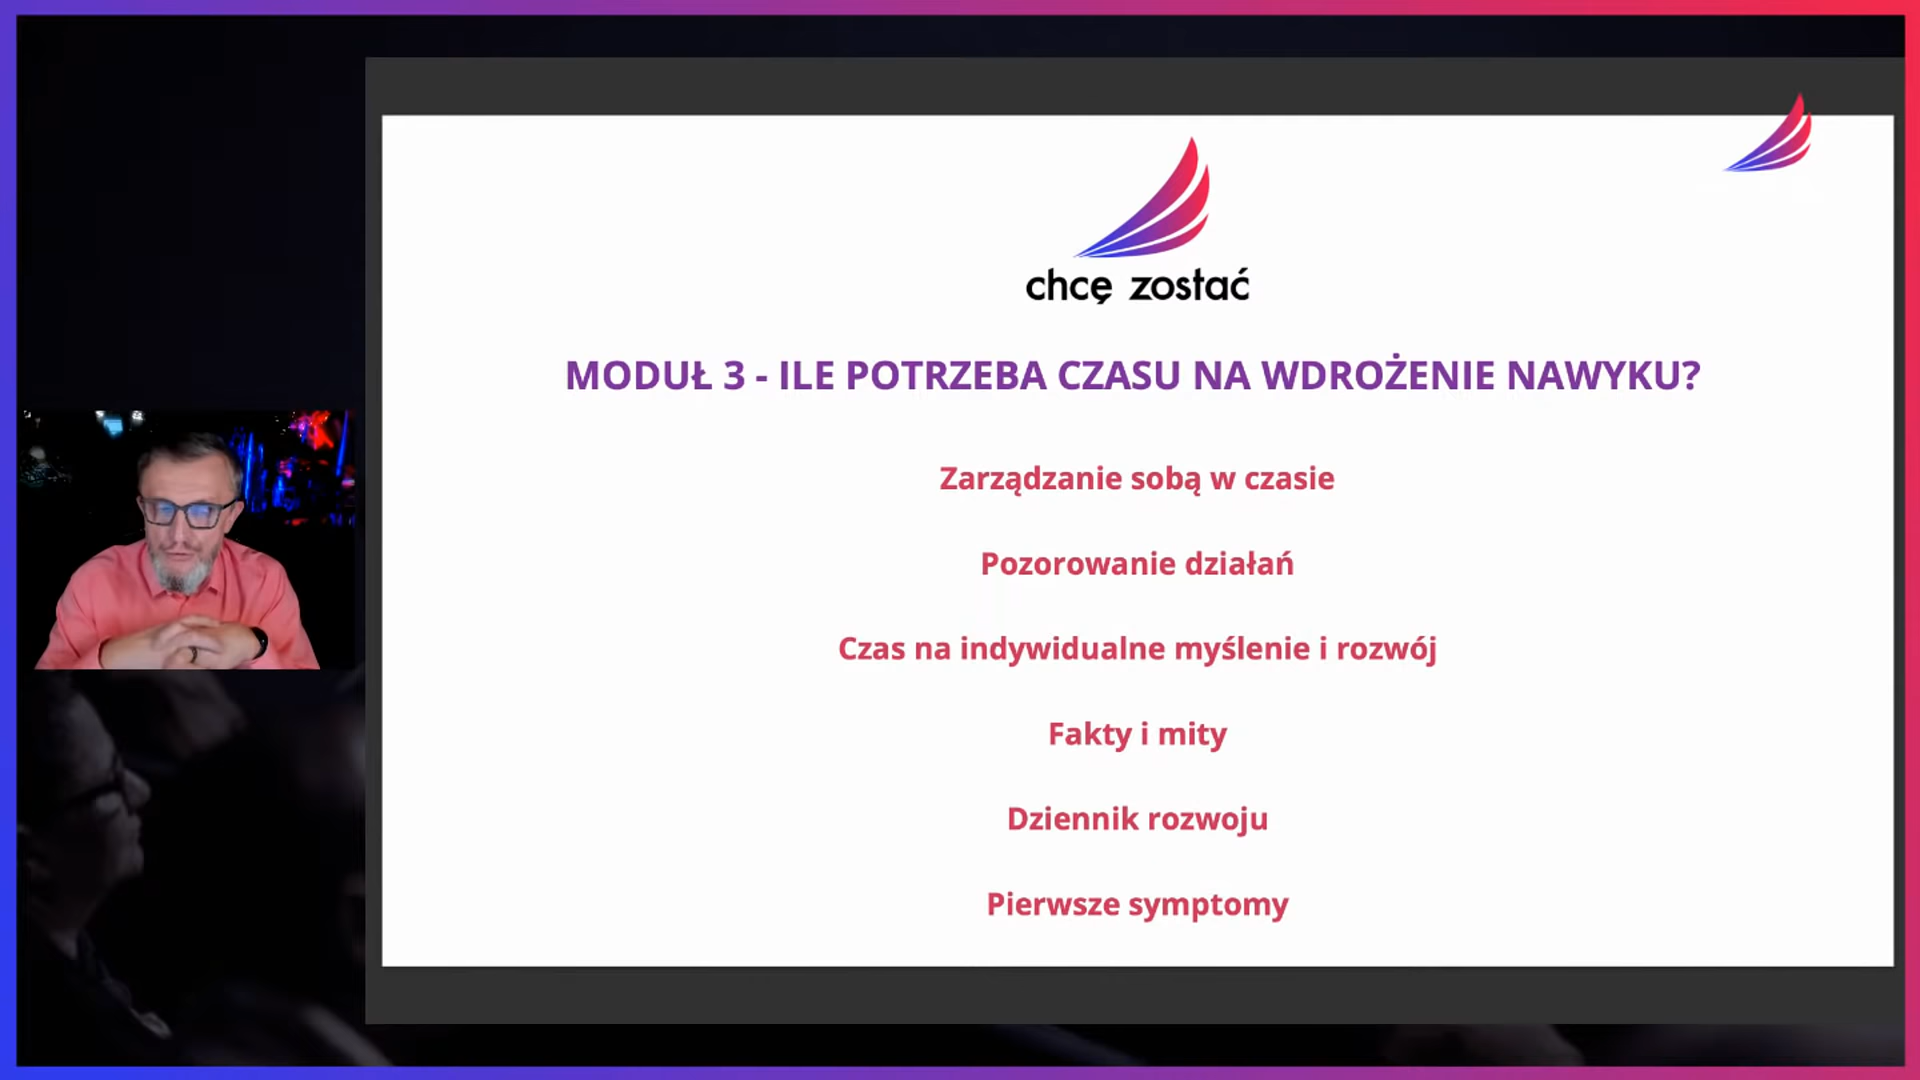 chcę zostać
MODUŁ 3 - ILE POTRZEBA CZASU NA WDROŻENIE NAWYKU?
Zarządzanie sobą w czasie
Pozorowanie działań
Czas na indywidualne myślenie i rozwój
Fakty i mity
Dziennik rozwoju
Pierwsze symptomy